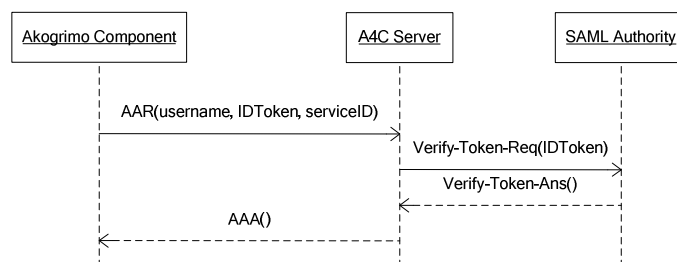 Akogrimo Component
A4C Server
SAML Authority
AAR(username, IDToken, serviceID)
Verify-Token-Req(IDToken)
Verify-Token-Ans()
AAA()